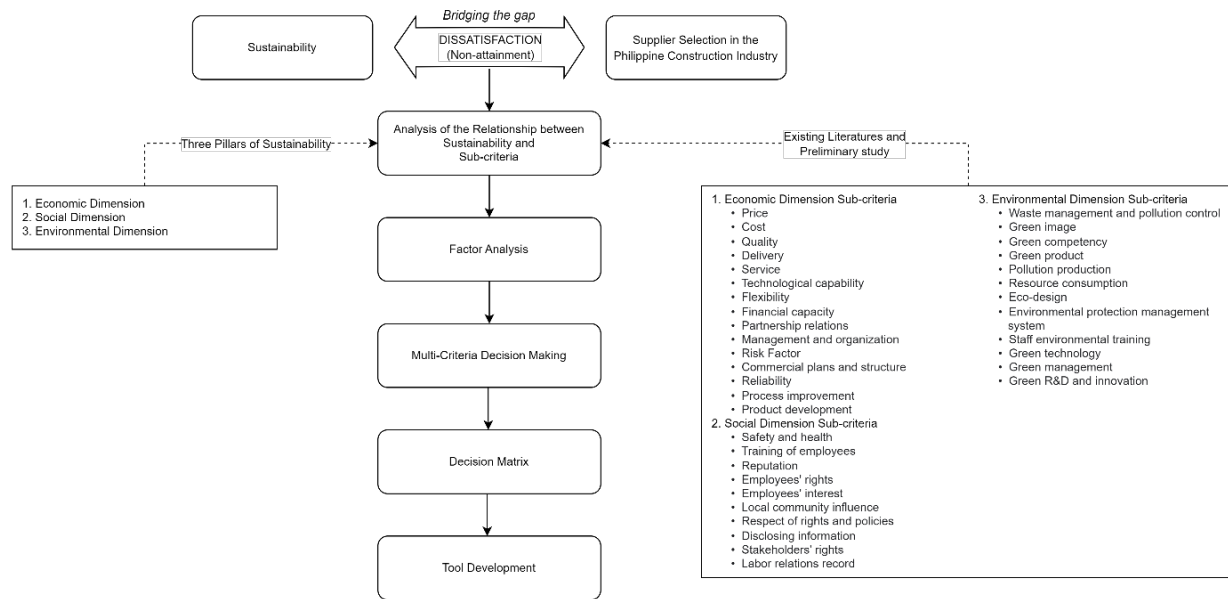 Bridging the gap
Sustainability
DISSATISFACTION
(Non-attainment)
Supplier Selection in the
Philippine Construction Industry
Three Pillars of Sustainability
Analysis of the Relationship between
Sustainability and
Sub-criteria
Existing Literatures and
Preliminary study
1. Economic Dimension
2. Social Dimension
3. Environmental Dimension
Factor Analysis
Multi-Criteria Decision Making
Decision Matrix
Tool Development
1. Economic Dimension Sub-criteria
• Price
• Cost
• Quality
• Delivery
• Service
• Technological capability
• Flexibility
• Financial capacity
• Partnership relations
• Management and organization
• Risk Factor
• Commercial plans and structure
• Reliability
• Process improvement
• Product development
2. Social Dimension Sub-criteria
• Safety and health
• Training of employees
• Reputation
• Employees' rights
• Employees' interest
• Local community influence
• Respect of rights and policies
• Disclosing information
• Stakeholders' rights
• Labor relations record
3. Environmental Dimension Sub-criteria
• Waste management and pollution control
• Green image
• Green competency
• Green product
• Pollution production
• Resource consumption
• Eco-design
• Environmental protection management
system
• Staff environmental training
• Green technology
• Green management
• Green R&D and innovation